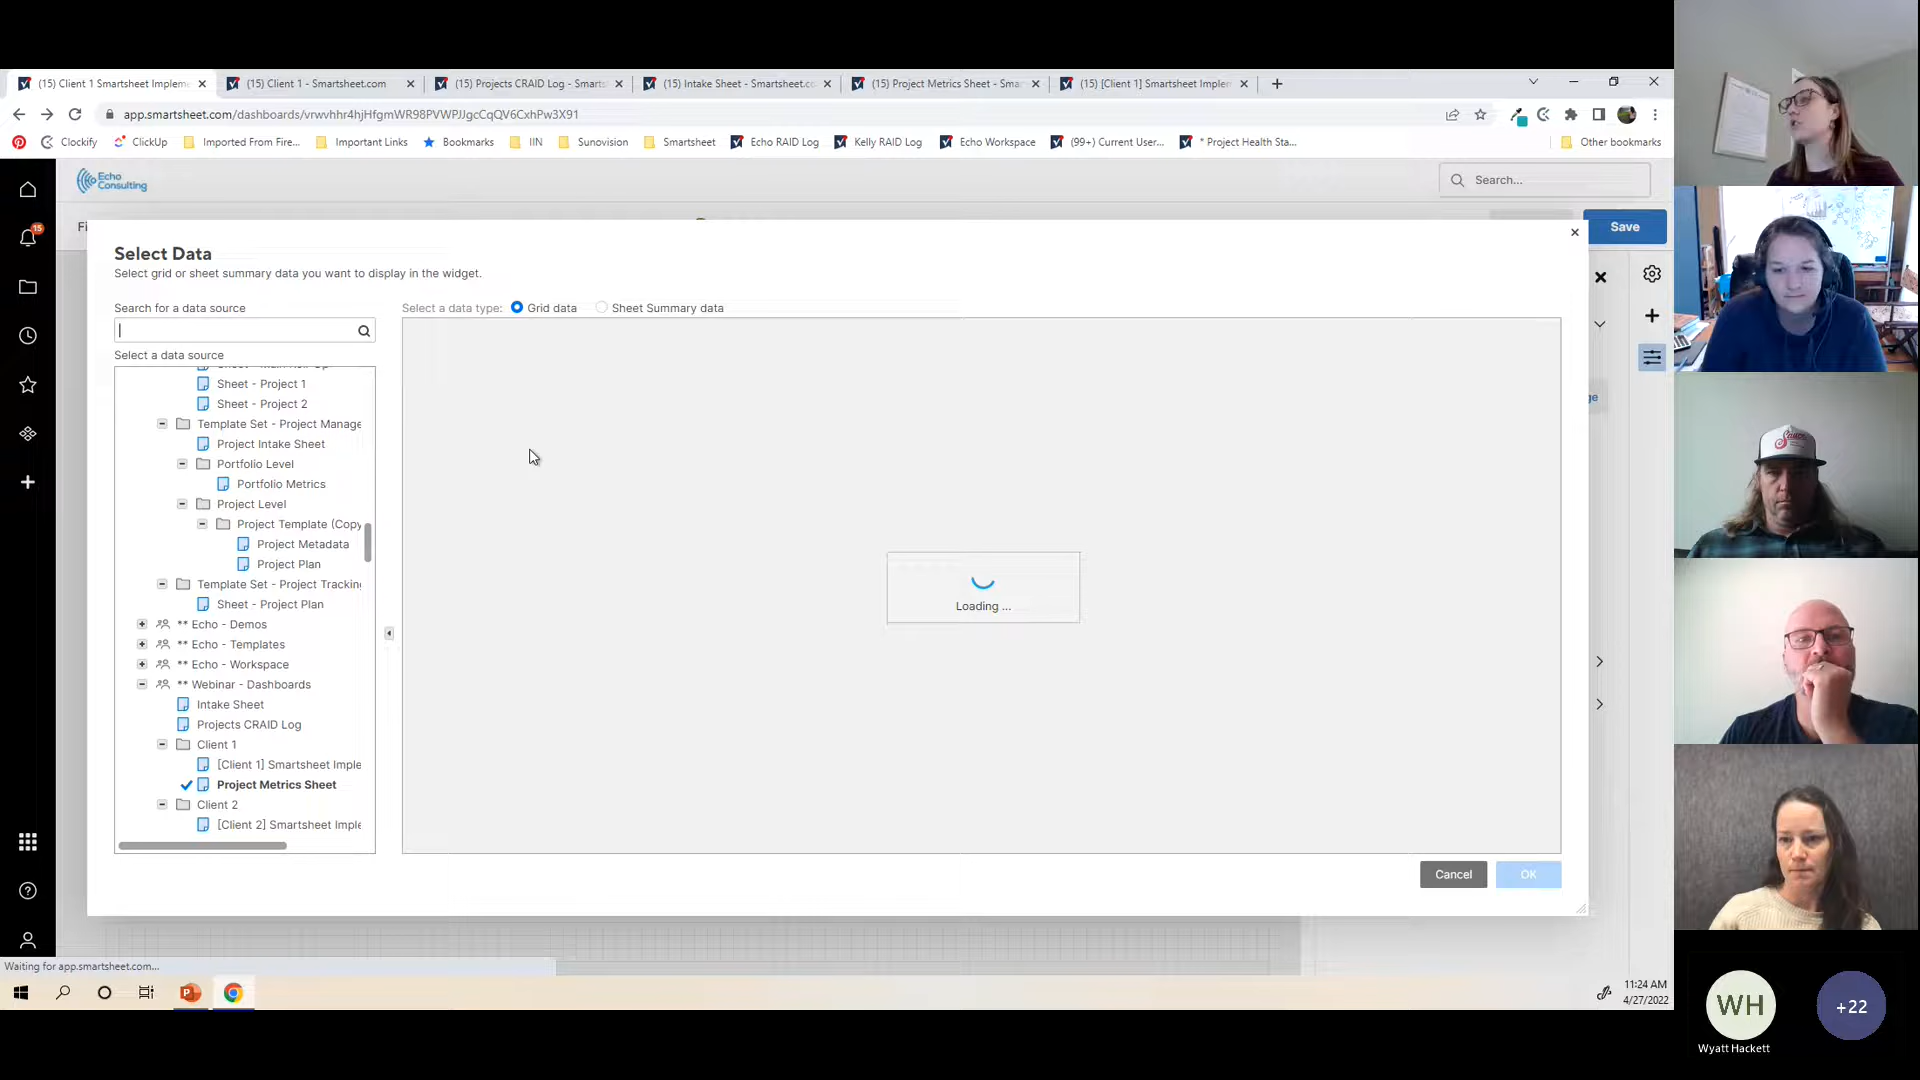 (15) Client 1 Smartsheet Impleme
(15) Client 1 - Smartsheet.com
(15) Projects CRAID Log - Smarts
(15) Intake Sheet - Smartsheet.co
(15) Project Metrics Sheet - Sma
(15) [Client 1] Smartsheet Implem
app.smartsheet.com/dashboards/vrwvhhr4hjHfgmWR98PVWPJJgcCqQV6CxhPw3X91
Clockify
ClickUp
Imported From Fire...
Important Links
Bookmarks
IIN
Sunovision
Smartsheet
Echo RAID Log
Kelly RAID Log
Echo Workspace
(99+) Current User...
* Project Health Sta...
Other bookmarks
Echo
Consulting
Search...
15
Fi
Save
Select Data
Select grid or sheet summary data you want to display in the widget.
Search for a data source
Select a data type:
Grid data
Sheet Summary data
Select a data source
Sheet - Project 1
Sheet - Project 2
Template Set - Project Manage
Project Intake Sheet
Portfolio Level
Portfolio Metrics
Project Level
Project Template (Copy
Project Metadata
Project Plan
Template Set - Project Tracking
Sheet - Project Plan
** Echo - Demos
** Echo - Templates
** Echo - Workspace
** Webinar - Dashboards
Intake Sheet
Projects CRAID Log
Client 1
[Client 1] Smartsheet Imple
Project Metrics Sheet
Client 2
[Client 2] Smartsheet Imple
Loading ...
ge
Cancel
OK
Waiting for app.smartsheet.com...
11:24 AM
4/27/2022
WH
+22
Wyatt Hackett